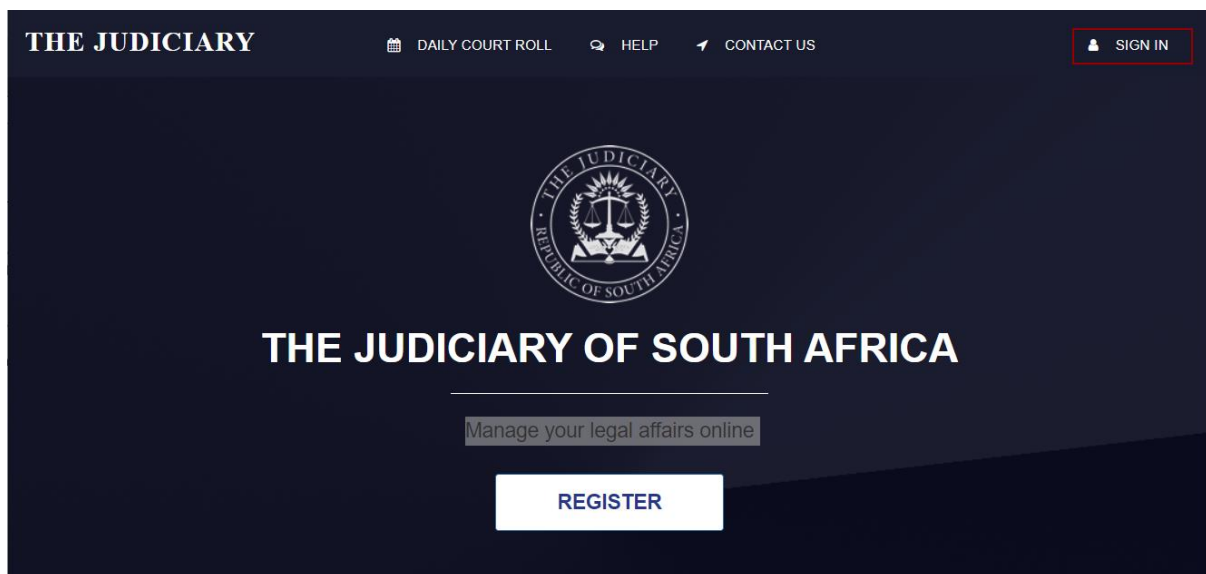 THE JUDICIARY DAILY COURT ROLL HELP CONTACT US SIGN IN
THE JUDICIARY
REPUBLIC OF SOUTH AFRICA
THE JUDICIARY OF SOUTH AFRICA
Manage your legal affairs online
REGISTER